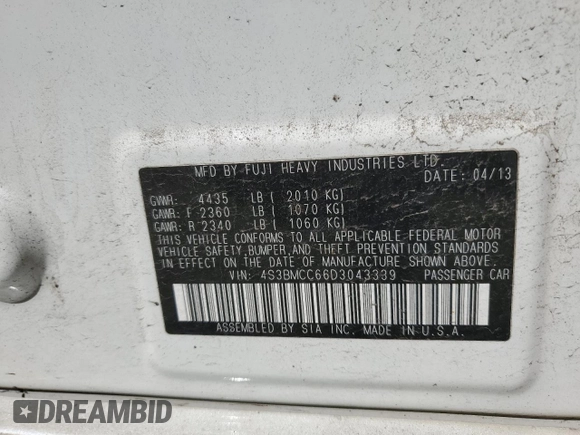 MFD BY FUJI HEAVY INDUSTRIES LTD.
DATE: 04/13
GVWR: 4435 LB ( 2010 KG)
GAWR: F 2360 LB ( 1070 KG)
GAWR: R 2340 LB ( 1060 KG)
THIS VEHICLE CONFORMS TO ALL APPLICABLE FEDERAL MOTOR
VEHICLE SAFETY,BUMPER,AND THEFT PREVENTION STANDARDS
IN EFFECT ON THE DATE OF MANUFACTURE SHOWN ABOVE.
VIN: 4S3BMCC66D3043339 PASSENGER CAR
ASSEMBLED BY SIA INC. MADE IN U.S.A.
DREAMBID